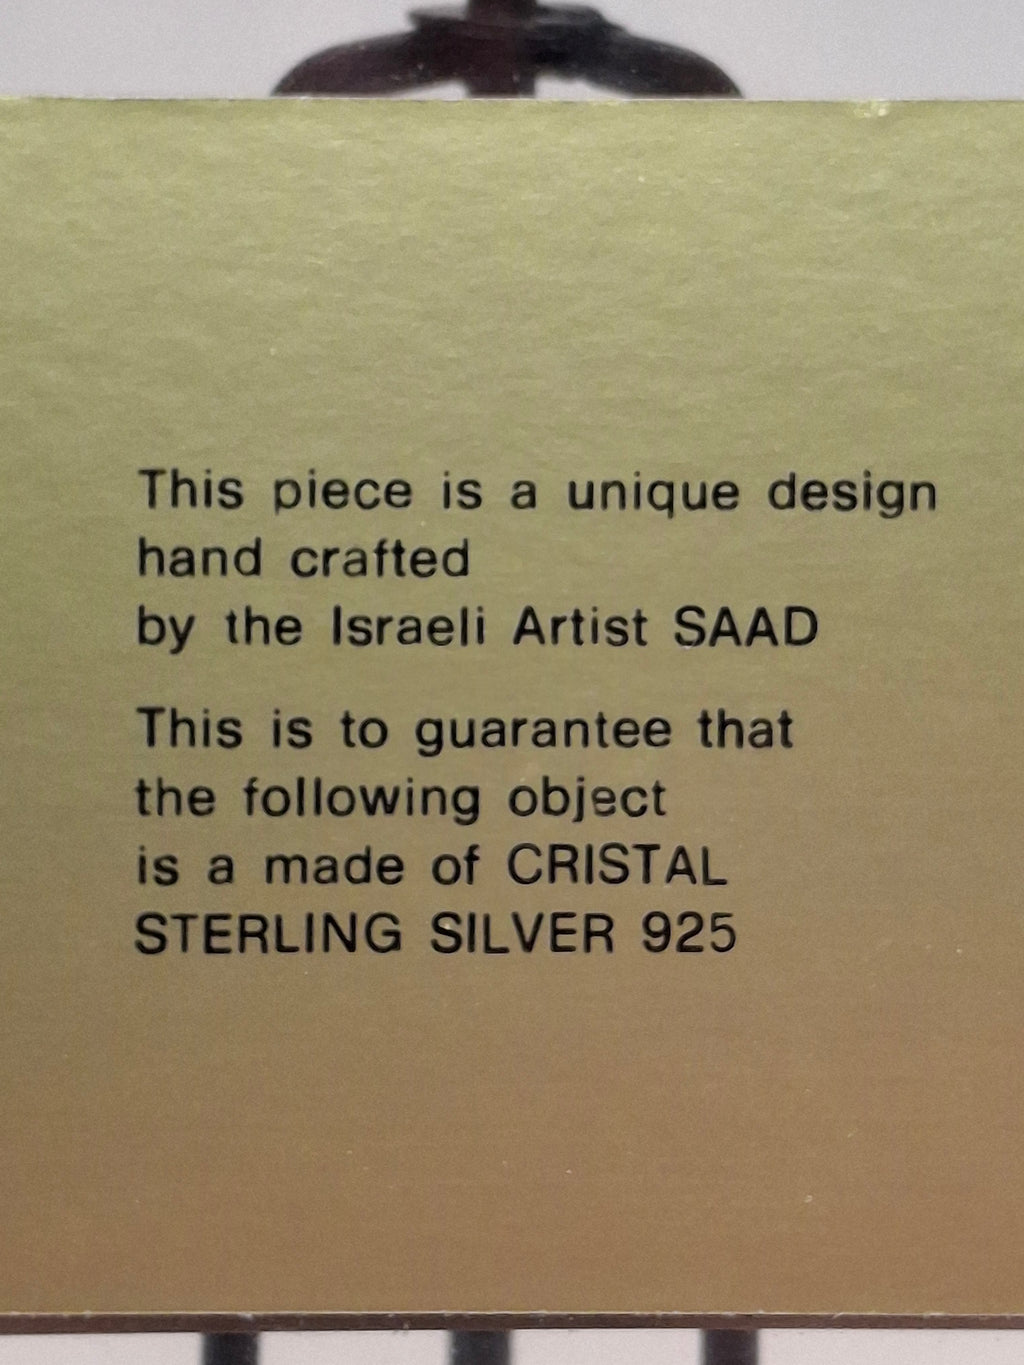 This piece is a unique design
hand crafted
by the Israeli Artist SAAD
This is to guarantee that
the following object
is a made of CRISTAL
STERLING SILVER 925